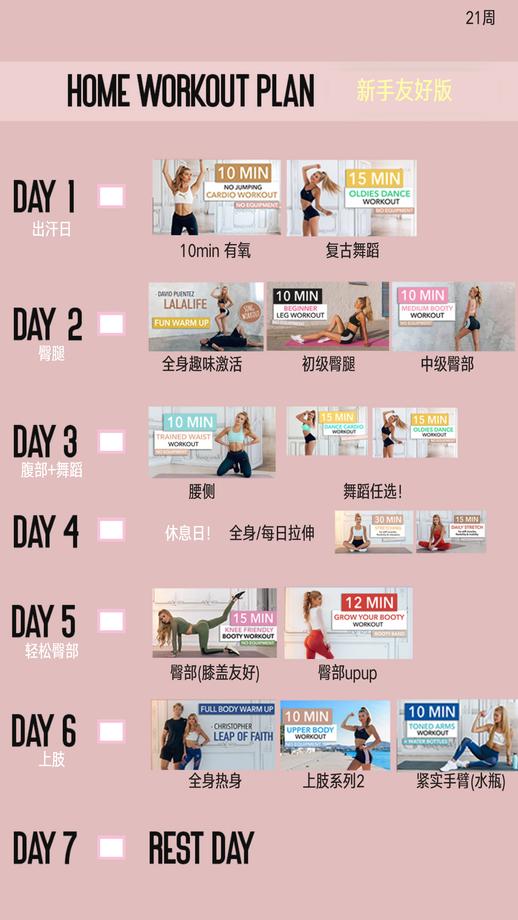 21周
HOME WORKOUT PLAN 新手友好版
DAY 1
出汗日
10 MIN
NO JUMPING
CARDIO WORKOUT
NO EQUIPMENT
10min 有氧
15 MIN
OLDIES DANCE
WORKOUT
NO EQUIPMENT
复古舞蹈
DAY 2
臀腿
- DAVID PUENTEZ
LALALIFE
FUN WARM UP
全身趣味激活
10 MIN
BEGINNER
LEG WORKOUT
NO EQUIPMENT
初级臀腿
10 MIN
MEDIUM BOOTY
WORKOUT
NO EQUIPMENT
中级臀部
DAY 3
腹部+舞蹈
10 MIN
TRAINED WAIST
WORKOUT
NO EQUIPMENT
腰侧
15 MIN
DANCE CARDIO
WORKOUT
15 MIN
OLDIES DANCE
WORKOUT
舞蹈任选！
DAY 4
休息日！ 全身/每日拉伸
30 MIN
STRETCHING
15 MIN
DAILY STRETCH
DAY 5
轻松臀部
15 MIN
KNEE FRIENDLY
BOOTY WORKOUT
NO EQUIPMENT
臀部(膝盖友好)
12 MIN
GROW YOUR BOOTY
WORKOUT
BOOTY BAND
臀部upup
DAY 6
上肢
FULL BODY WARM UP
- CHRISTOPHER
LEAP OF FAITH
全身热身
10 MIN
UPPER BODY
WORKOUT
NO EQUIPMENT
上肢系列2
10 MIN
TONED ARMS
WORKOUT
+ WATER BOTTLES
紧实手臂(水瓶)
DAY 7 REST DAY